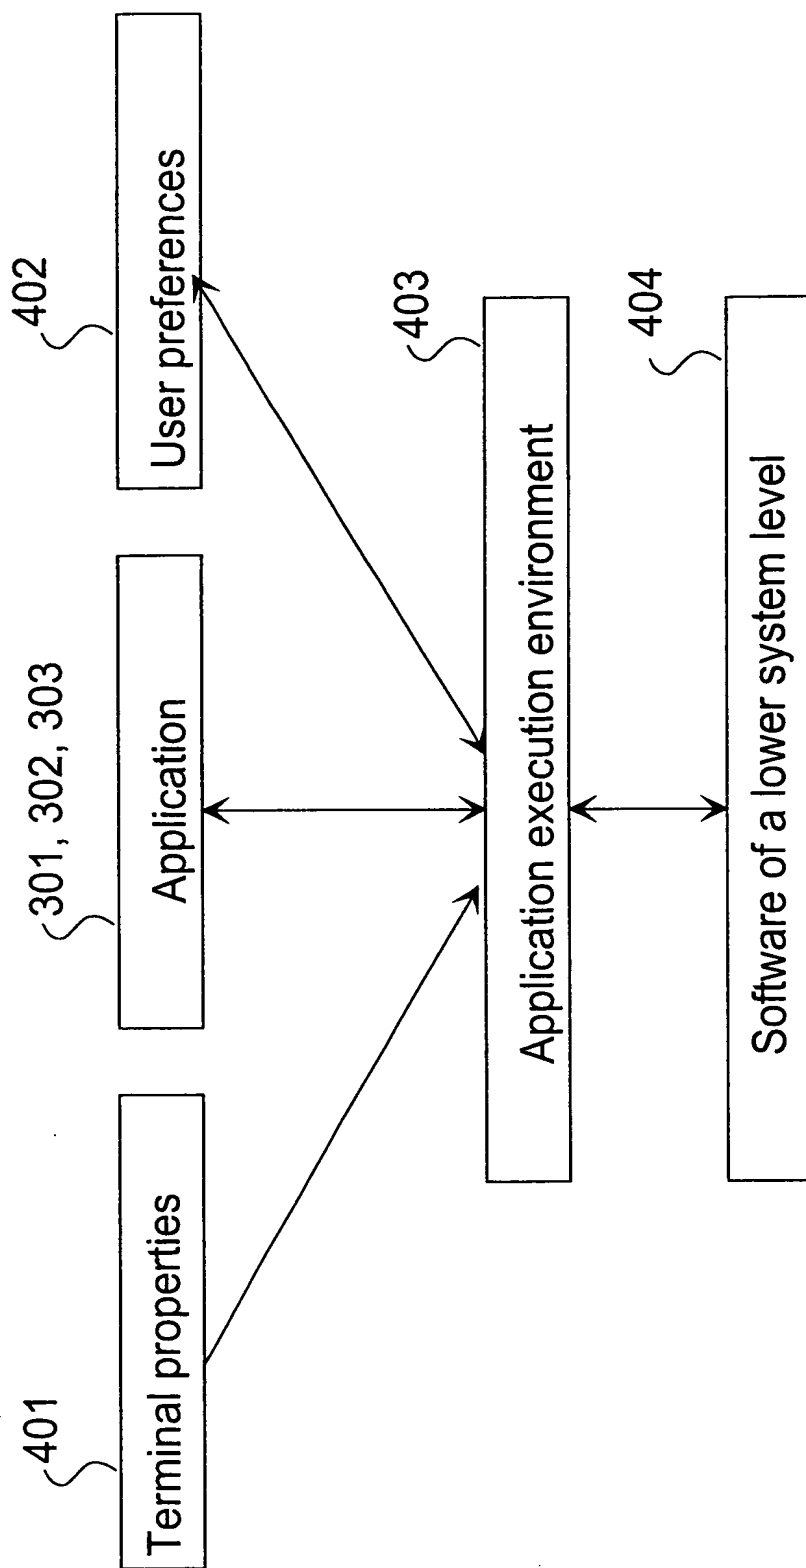 401
Terminal properties
301, 302, 303
Application
402
User preferences
403
Application execution environment
404
Software of a lower system level